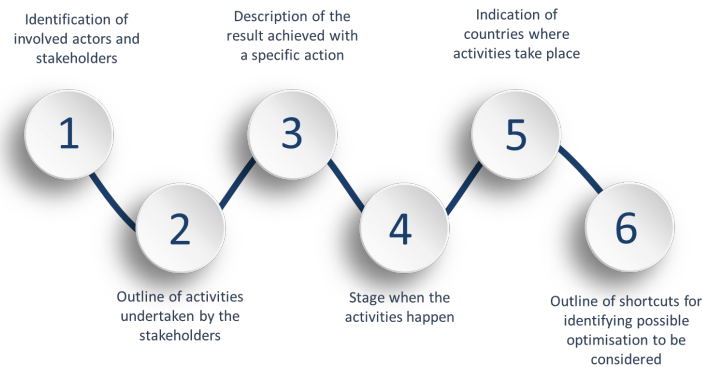 Identification of
involved actors and
stakeholders
1
Outline of activities
undertaken by the
stakeholders
2
Description of the
result achieved with
a specific action
3
Stage when the
activities happen
4
Indication of
countries where
activities take place
5
Outline of shortcuts for
identifying possible
optimisation to be
considered
6